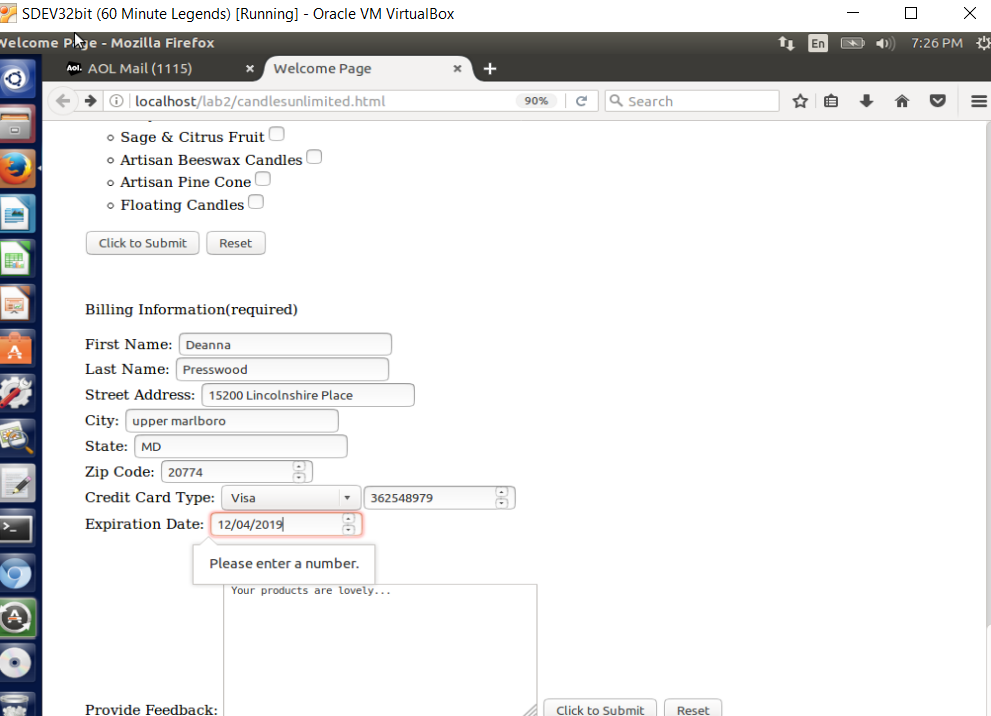 SDEV32bit (60 Minute Legends) [Running] - Oracle VM VirtualBox
Welcome Page - Mozilla Firefox
En
7:26 PM
Aol. AOL Mail (1115)
Welcome Page
localhost/lab2/candlesunlimited.html
90%
Search
Sage & Citrus Fruit
Artisan Beeswax Candles
Artisan Pine Cone
Floating Candles
Click to Submit
Reset
Billing Information(required)
First Name: Deanna
Last Name: Presswood
Street Address: 15200 Lincolnshire Place
City: upper marlboro
State: MD
Zip Code: 20774
Credit Card Type: Visa 362548979
Expiration Date: 12/04/2019
Please enter a number.
Your products are lovely...
Provide Feedback:
Click to Submit
Reset